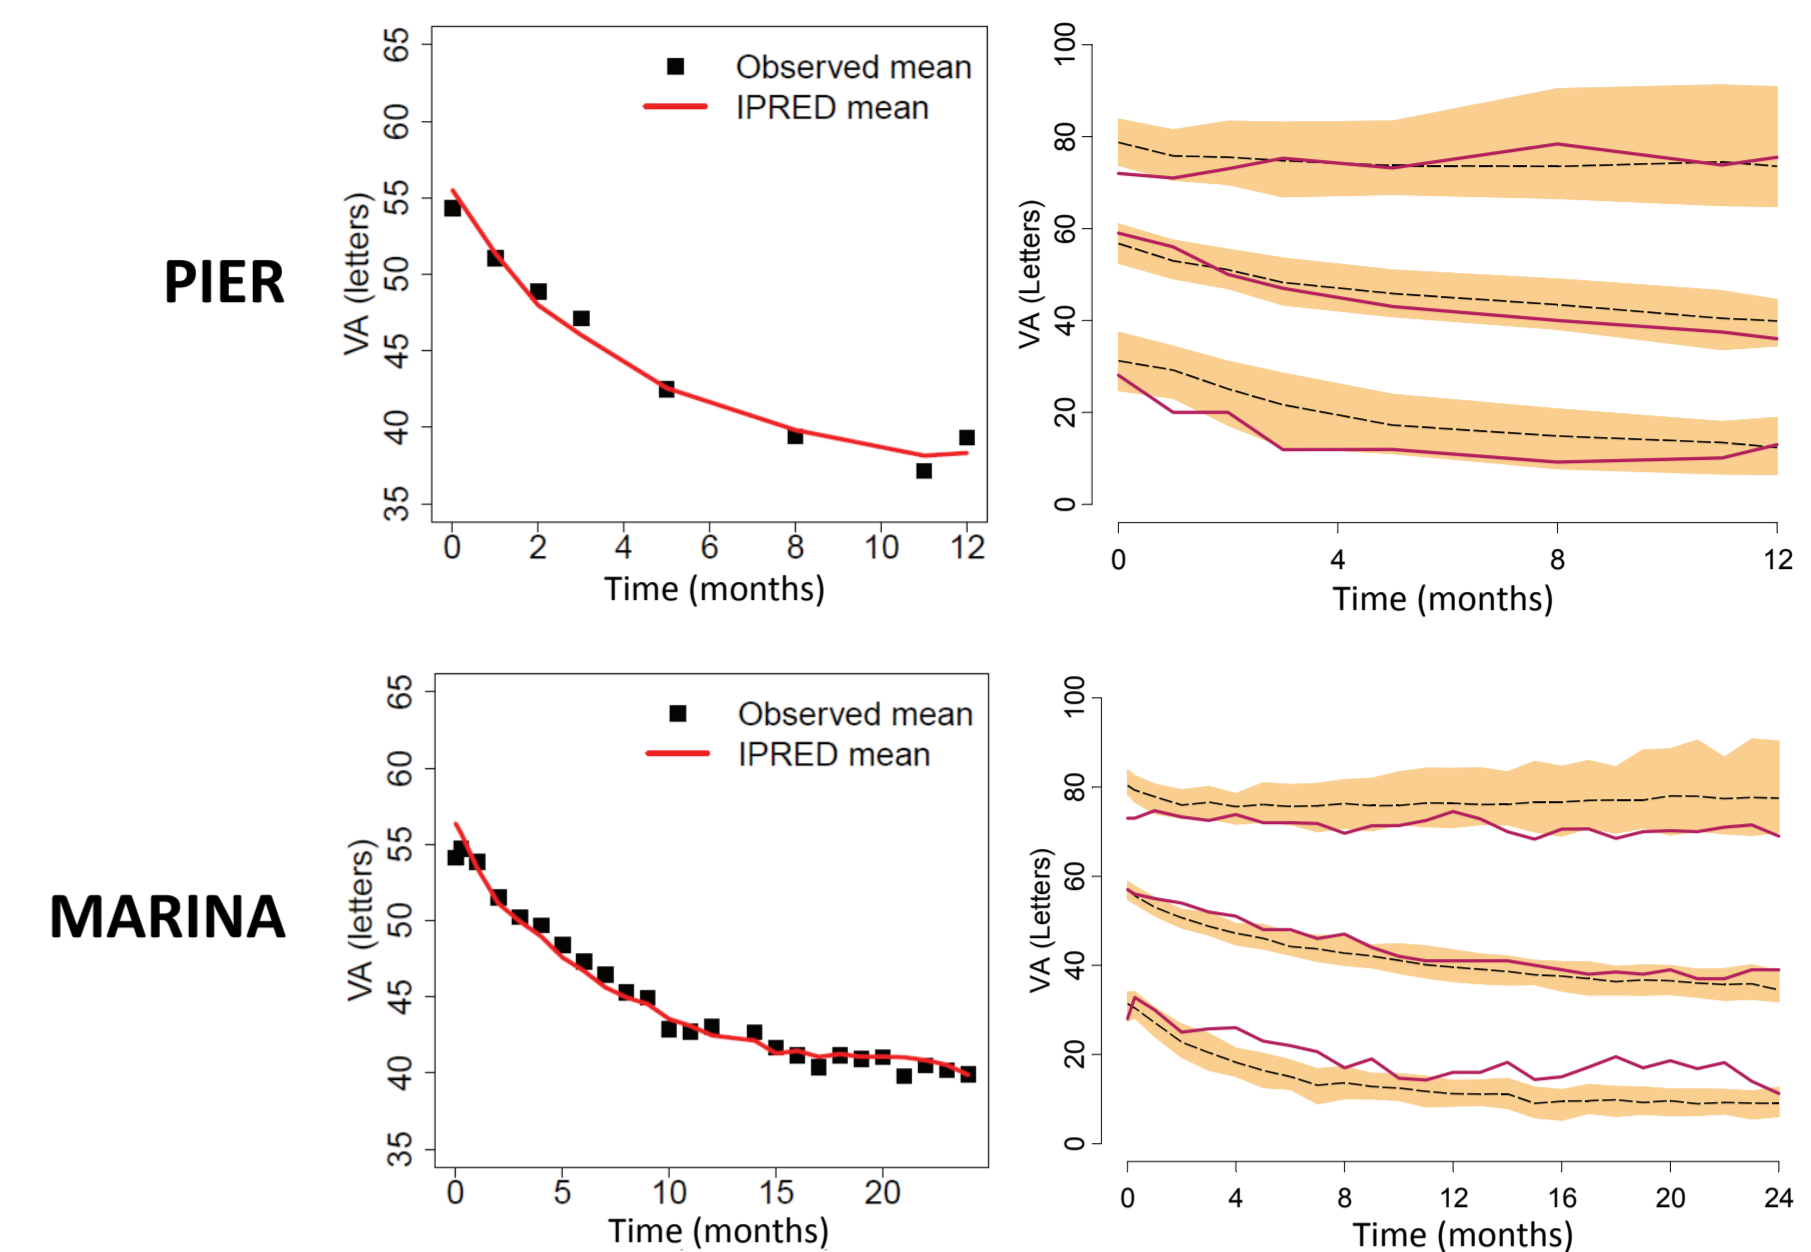 PIER
Observed mean
IPRED mean
VA (letters)
65
60
55
50
45
40
35
0 2 4 6 8 10 12
Time (months)
VA (Letters)
100
80
60
40
20
0
0 4 8 12
Time (months)
MARINA
Observed mean
IPRED mean
VA (letters)
65
60
55
50
45
40
35
0 5 10 15 20
Time (months)
VA (Letters)
100
80
60
40
20
0
0 4 8 12 16 20 24
Time (months)